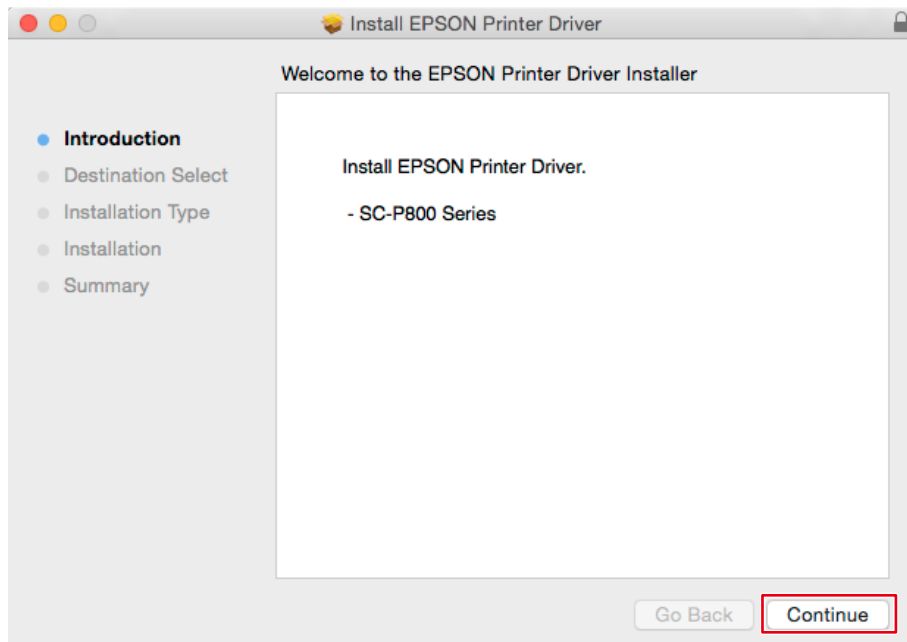 Install EPSON Printer Driver
Welcome to the EPSON Printer Driver Installer
Introduction
Destination Select
Installation Type
Installation
Summary
Install EPSON Printer Driver.
- SC-P800 Series
Go Back
Continue